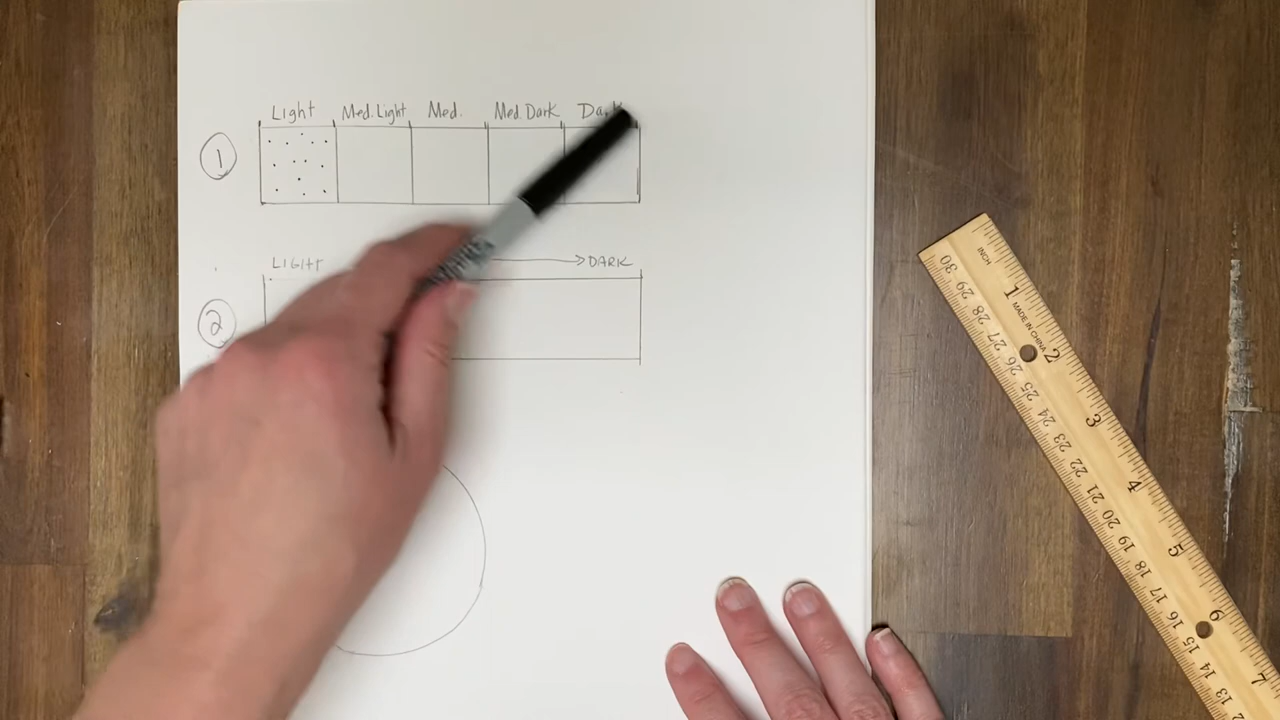 Light Med.Light Med. Med.Dark Dark
1
LIGHT DARK
2
INCH
MADE IN CHINA
1 2 3 4 5 6 7
30 29 28 27 26 25 24 23 22 21 20 19 18 17 16 15 14 13 12